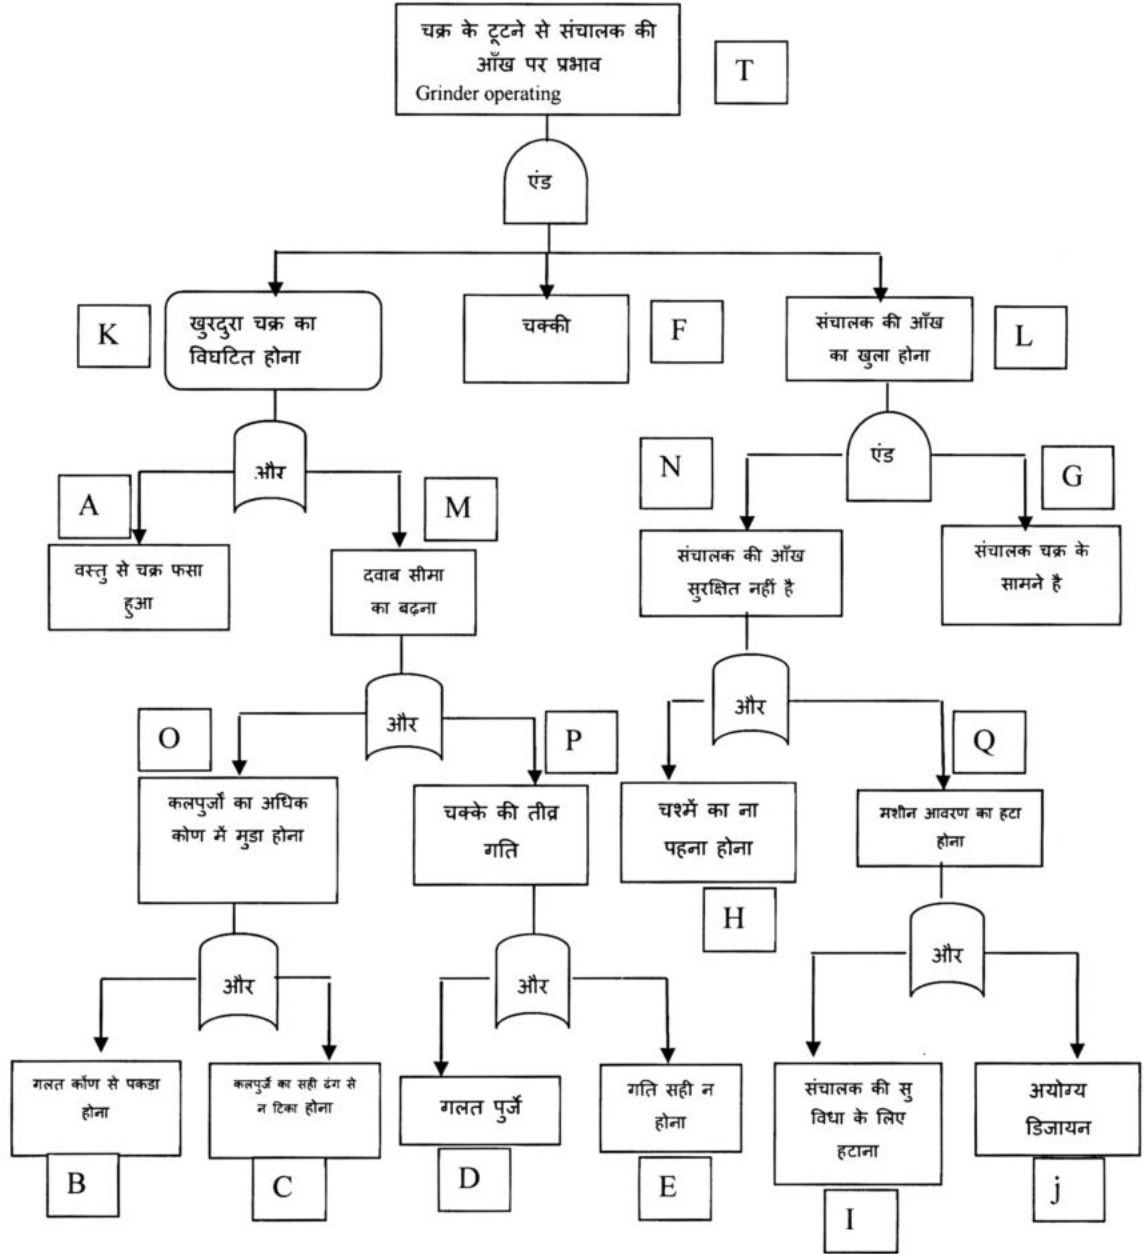 चक्र के टूटने से संचालक की
आँख पर प्रभाव
Grinder operating
T
एंड
K
खुरदुरा चक्र का
विघटित होना
चक्की
F
संचालक की आँख
का खुला होना
L
और
एंड
A
M
N
G
वस्तु से चक्र फसा
हुआ
दवाब सीमा
का बढ़ना
संचालक की आँख
सुरक्षित नहीं है
संचालक चक्र के
सामने है
और
और
O
P
Q
कलपुर्जों का अधिक
कोण में मुडा होना
चक्के की तीव्र
गति
चश्में का ना
पहना होना
H
मशीन आवरण का हटा
होना
और
और
और
गलत कोंण से पकडा
होना
B
कलपुर्जे का सही ढंग से
न टिका होना
C
गलत पुर्जे
D
गति सही न
होना
E
संचालक की सु
विधा के लिए
हटाना
I
अयोग्य
डिजायन
j